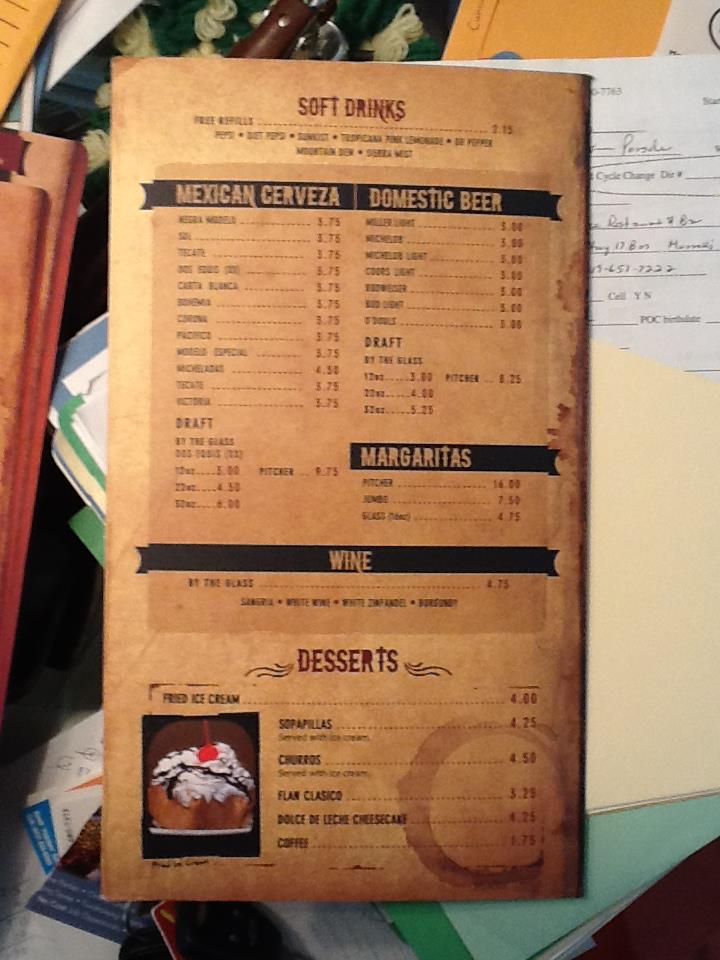 SOFT DRINKS
FREE REFILLS 2.15
PEPSI • DIET PEPSI • SUNKIST • TROPICANA PINK LEMONADE • DR PEPPER
MOUNTAIN DEW • SIERRA MIST
MEXICAN CERVEZA
NEGRA MODELO 3.75
SOL 3.75
TECATE 3.75
DOS EQUIS (XX) 3.75
CARTA BLANCA 3.75
BOHEMIA 3.75
CORONA 3.75
PACIFICO 3.75
MODELO ESPECIAL 3.75
MICHELADAS 4.50
TECATE 3.75
VICTORIA 3.75
DRAFT
BY THE GLASS
DOS EQUIS (XX)
12oz.....3.00 PITCHER .. 9.75
22oz.....4.50
32oz.....6.00
DOMESTIC BEER
MILLER LIGHT 3.00
MICHELOB 3.00
MICHELOB LIGHT 3.00
COORS LIGHT 3.00
BUDWEISER 3.00
BUD LIGHT 3.00
O'DOULS 3.00
DRAFT
BY THE GLASS
12oz.....3.00 PITCHER .. 8.25
22oz.....4.00
32oz.....5.25
MARGARITAS
PITCHER 16.00
JUMBO 7.50
GLASS (16oz) 4.75
WINE
BY THE GLASS 4.75
SANGRIA • WHITE WINE • WHITE ZINFANDEL • BURGUNDY
DESSERTS
FRIED ICE CREAM 4.00
SOPAPILLAS 4.25
Served with ice cream.
CHURROS 4.50
Served with ice cream.
FLAN CLASICO 3.25
DOLCE DE LECHE CHEESECAKE 4.25
COFFEE 1.75
Fried Ice Cream
0-7763
Cycle Change Dir #
Cell Y N
POC birthdate